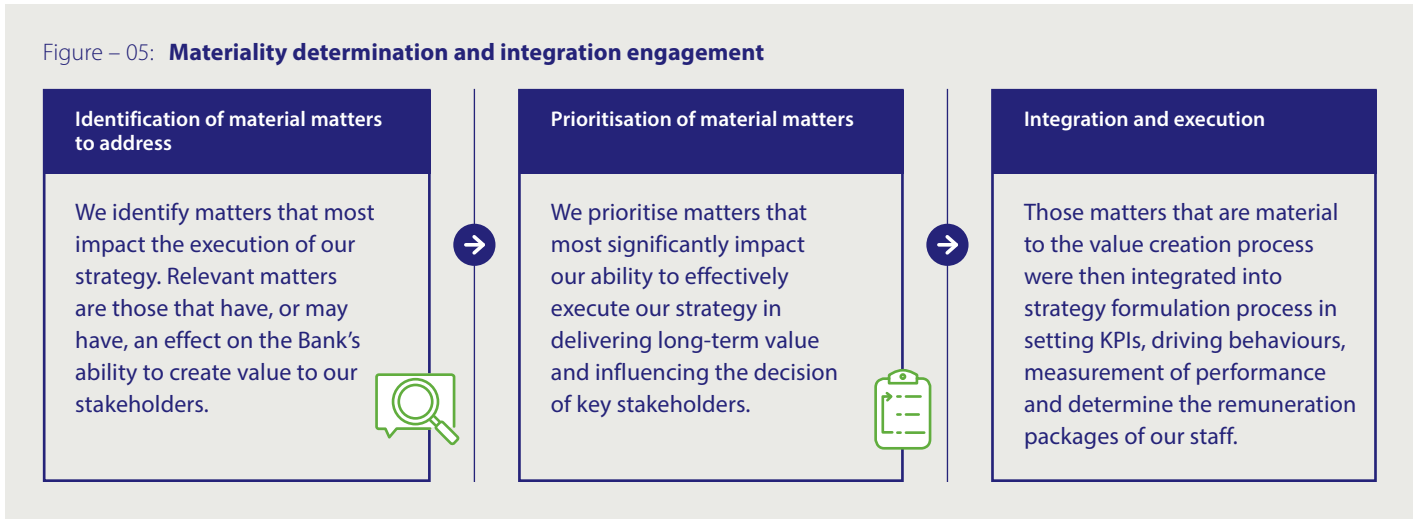 Figure – 05: Materiality determination and integration engagement
Identification of material matters
to address
We identify matters that most
impact the execution of our
strategy. Relevant matters
are those that have, or may
have, an effect on the Bank’s
ability to create value to our
stakeholders.
Prioritisation of material matters
We prioritise matters that
most significantly impact
our ability to effectively
execute our strategy in
delivering long-term value
and influencing the decision
of key stakeholders.
Integration and execution
Those matters that are material
to the value creation process
were then integrated into
strategy formulation process in
setting KPIs, driving behaviours,
measurement of performance
and determine the remuneration
packages of our staff.